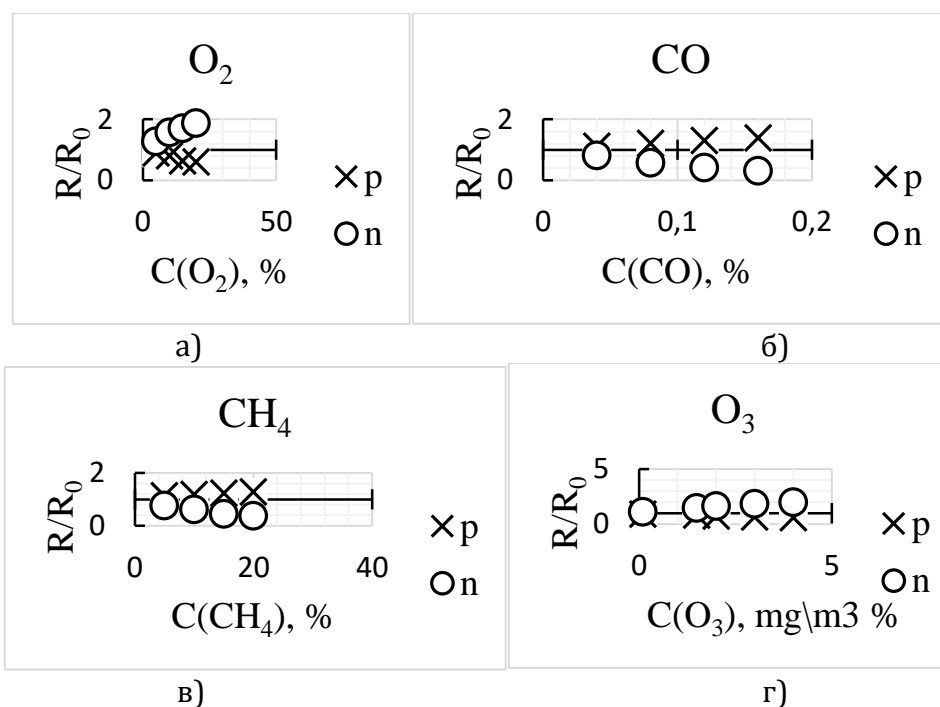 O₂
R/R₀
2
0
0
50
C(O₂), %
p
n
а)
CO
R/R₀
2
0
0
0,1
0,2
C(CO), %
p
n
б)
CH₄
R/R₀
2
0
0
20
40
C(CH₄), %
p
n
в)
O₃
R/R₀
5
0
0
5
C(O₃), mg\m3 %
p
n
г)